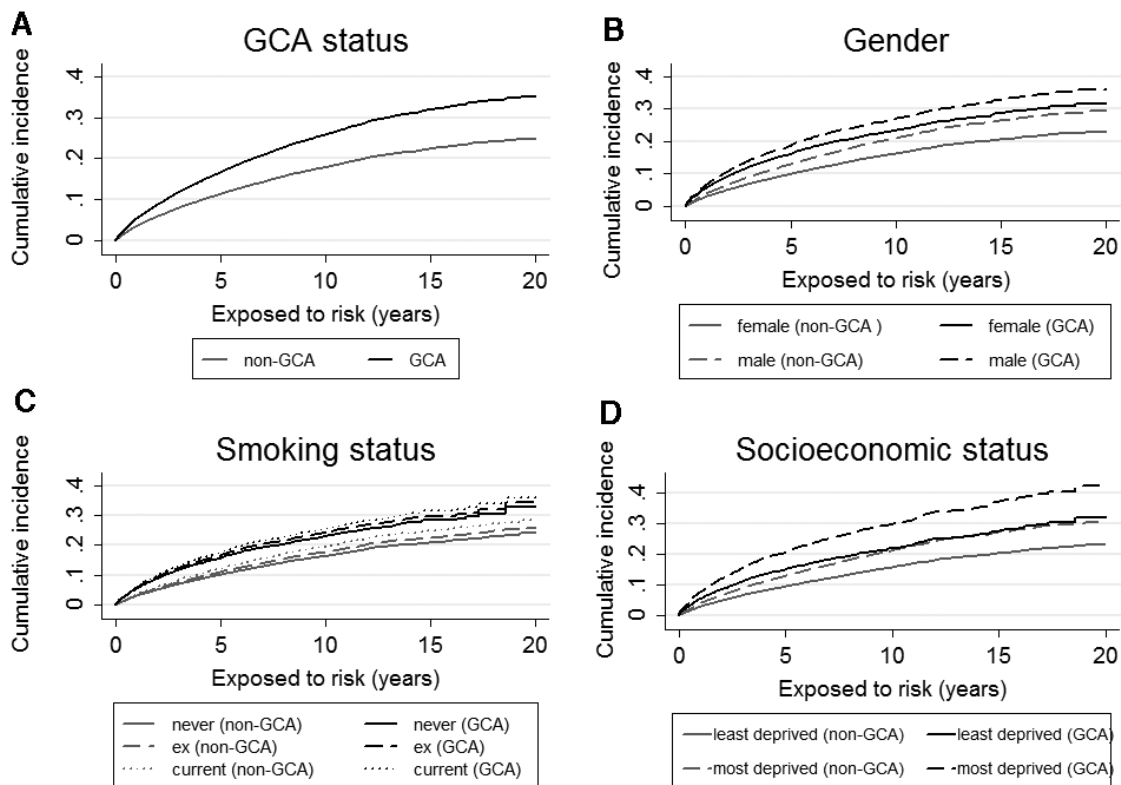 A
GCA status
Cumulative incidence
.4
.3
.2
.1
0
0 5 10 15 20
Exposed to risk (years)
non-GCA GCA
B
Gender
Cumulative incidence
.4
.3
.2
.1
0
0 5 10 15 20
Exposed to risk (years)
female (non-GCA ) female (GCA)
male (non-GCA) male (GCA)
C
Smoking status
Cumulative incidence
.4
.3
.2
.1
0
0 5 10 15 20
Exposed to risk (years)
never (non-GCA) never (GCA)
ex (non-GCA) ex (GCA)
current (non-GCA) current (GCA)
D
Socioeconomic status
Cumulative incidence
.4
.3
.2
.1
0
0 5 10 15 20
Exposed to risk (years)
least deprived (non-GCA) least deprived (GCA)
most deprived (non-GCA) most deprived (GCA)